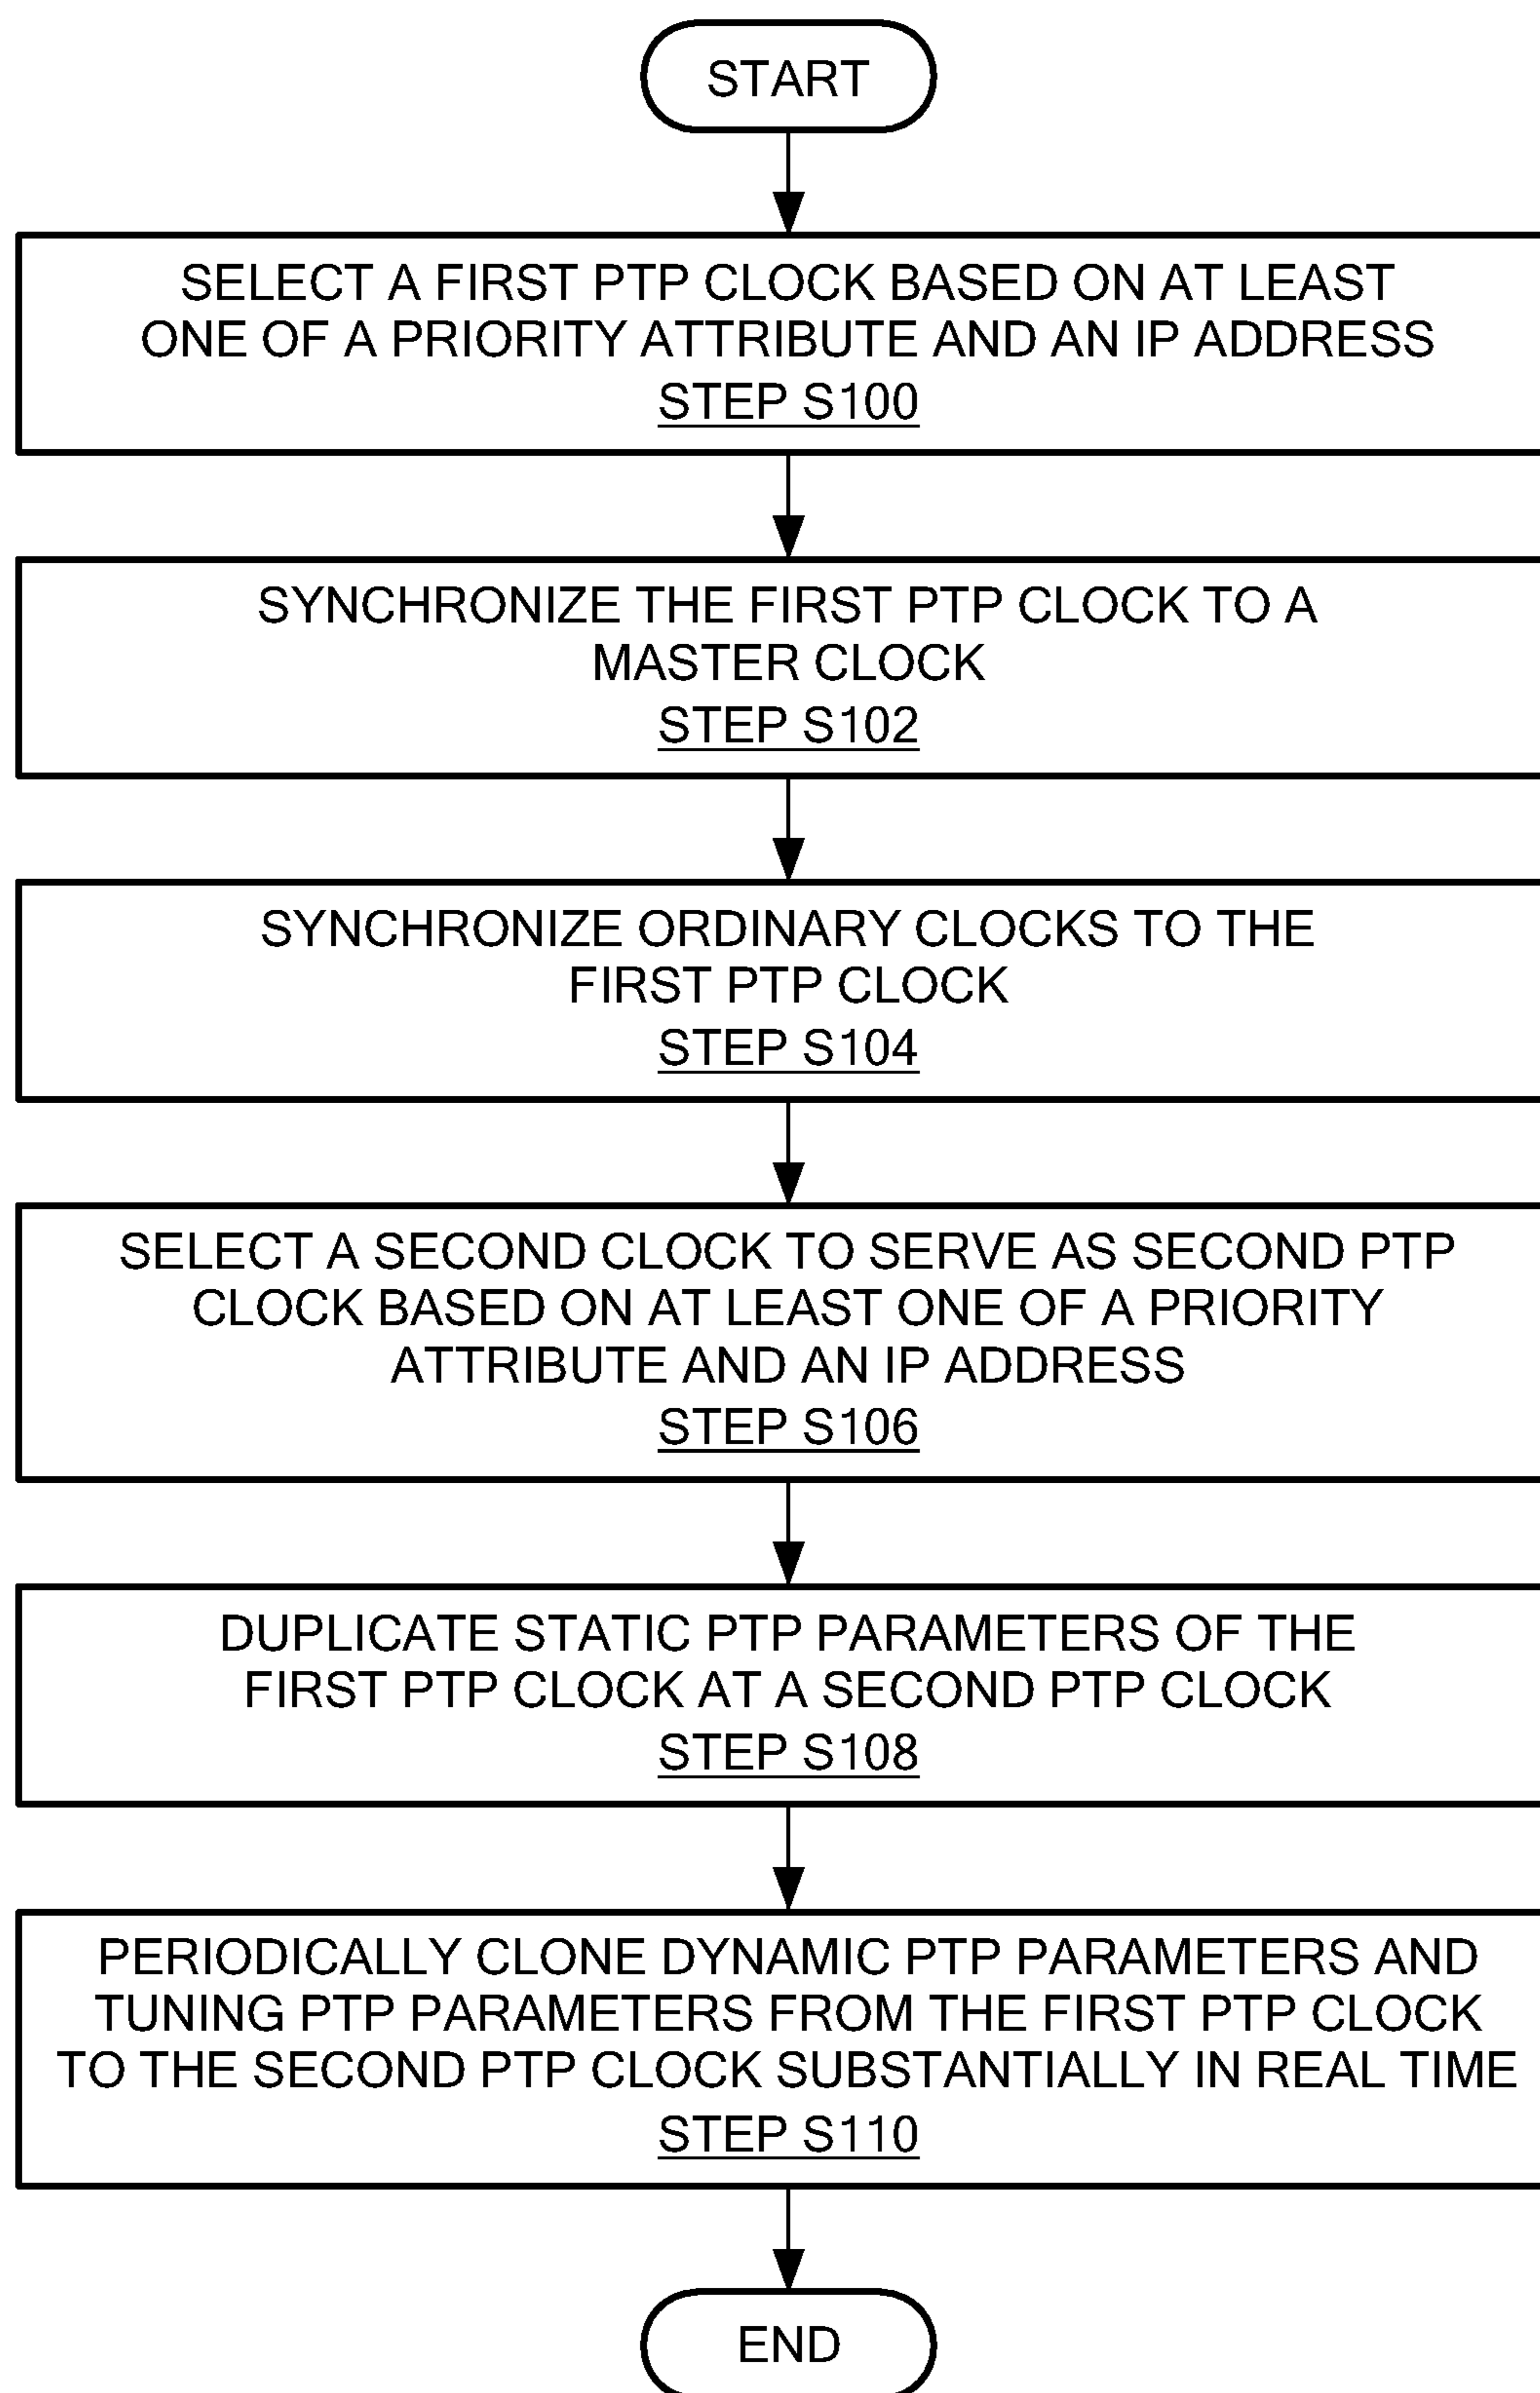 START
SELECT A FIRST PTP CLOCK BASED ON AT LEAST
ONE OF A PRIORITY ATTRIBUTE AND AN IP ADDRESS
STEP S100
SYNCHRONIZE THE FIRST PTP CLOCK TO A
MASTER CLOCK
STEP S102
SYNCHRONIZE ORDINARY CLOCKS TO THE
FIRST PTP CLOCK
STEP S104
SELECT A SECOND CLOCK TO SERVE AS SECOND PTP
CLOCK BASED ON AT LEAST ONE OF A PRIORITY
ATTRIBUTE AND AN IP ADDRESS
STEP S106
DUPLICATE STATIC PTP PARAMETERS OF THE
FIRST PTP CLOCK AT A SECOND PTP CLOCK
STEP S108
PERIODICALLY CLONE DYNAMIC PTP PARAMETERS AND
TUNING PTP PARAMETERS FROM THE FIRST PTP CLOCK
TO THE SECOND PTP CLOCK SUBSTANTIALLY IN REAL TIME
STEP S110
END